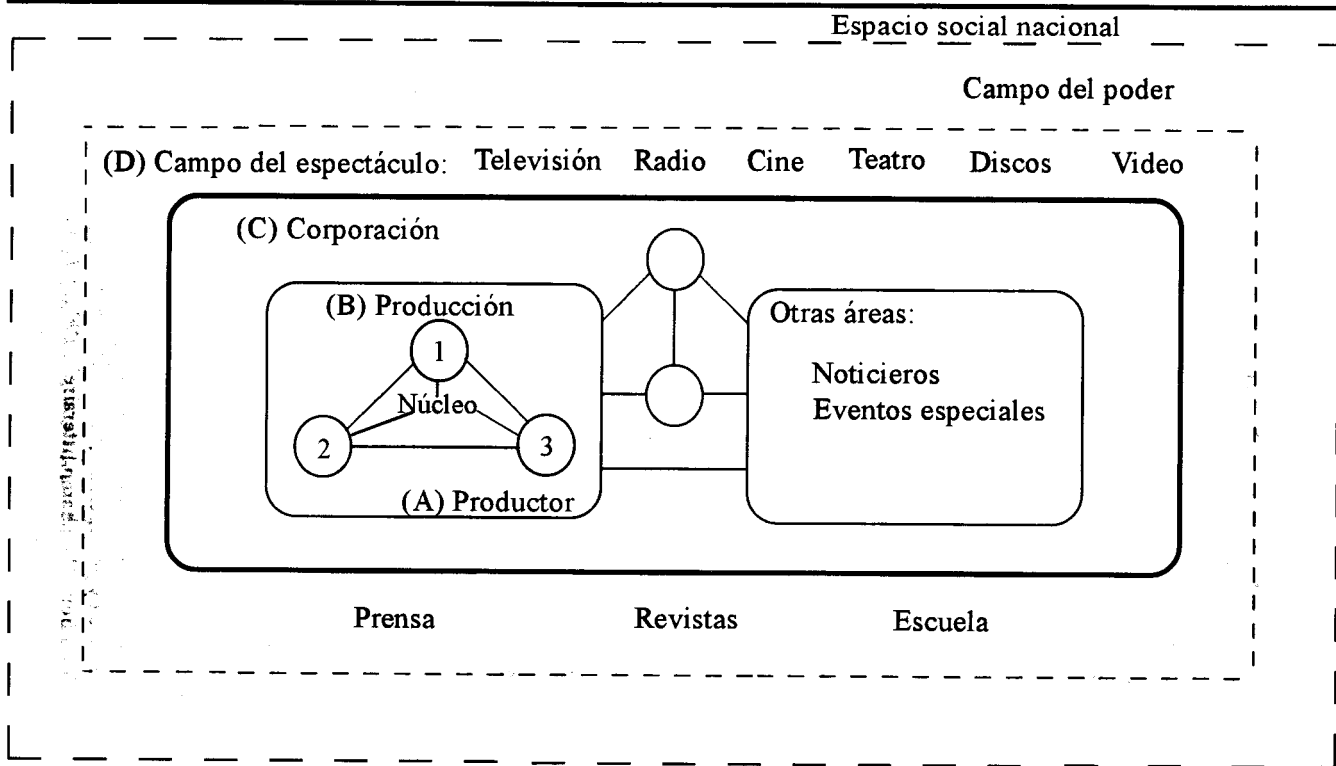 Espacio social nacional
Campo del poder
(D) Campo del espectáculo: Televisión Radio Cine Teatro Discos Video
(C) Corporación
(B) Producción
1
Núcleo
2
3
(A) Productor
Otras áreas:
Noticieros
Eventos especiales
Prensa Revistas Escuela